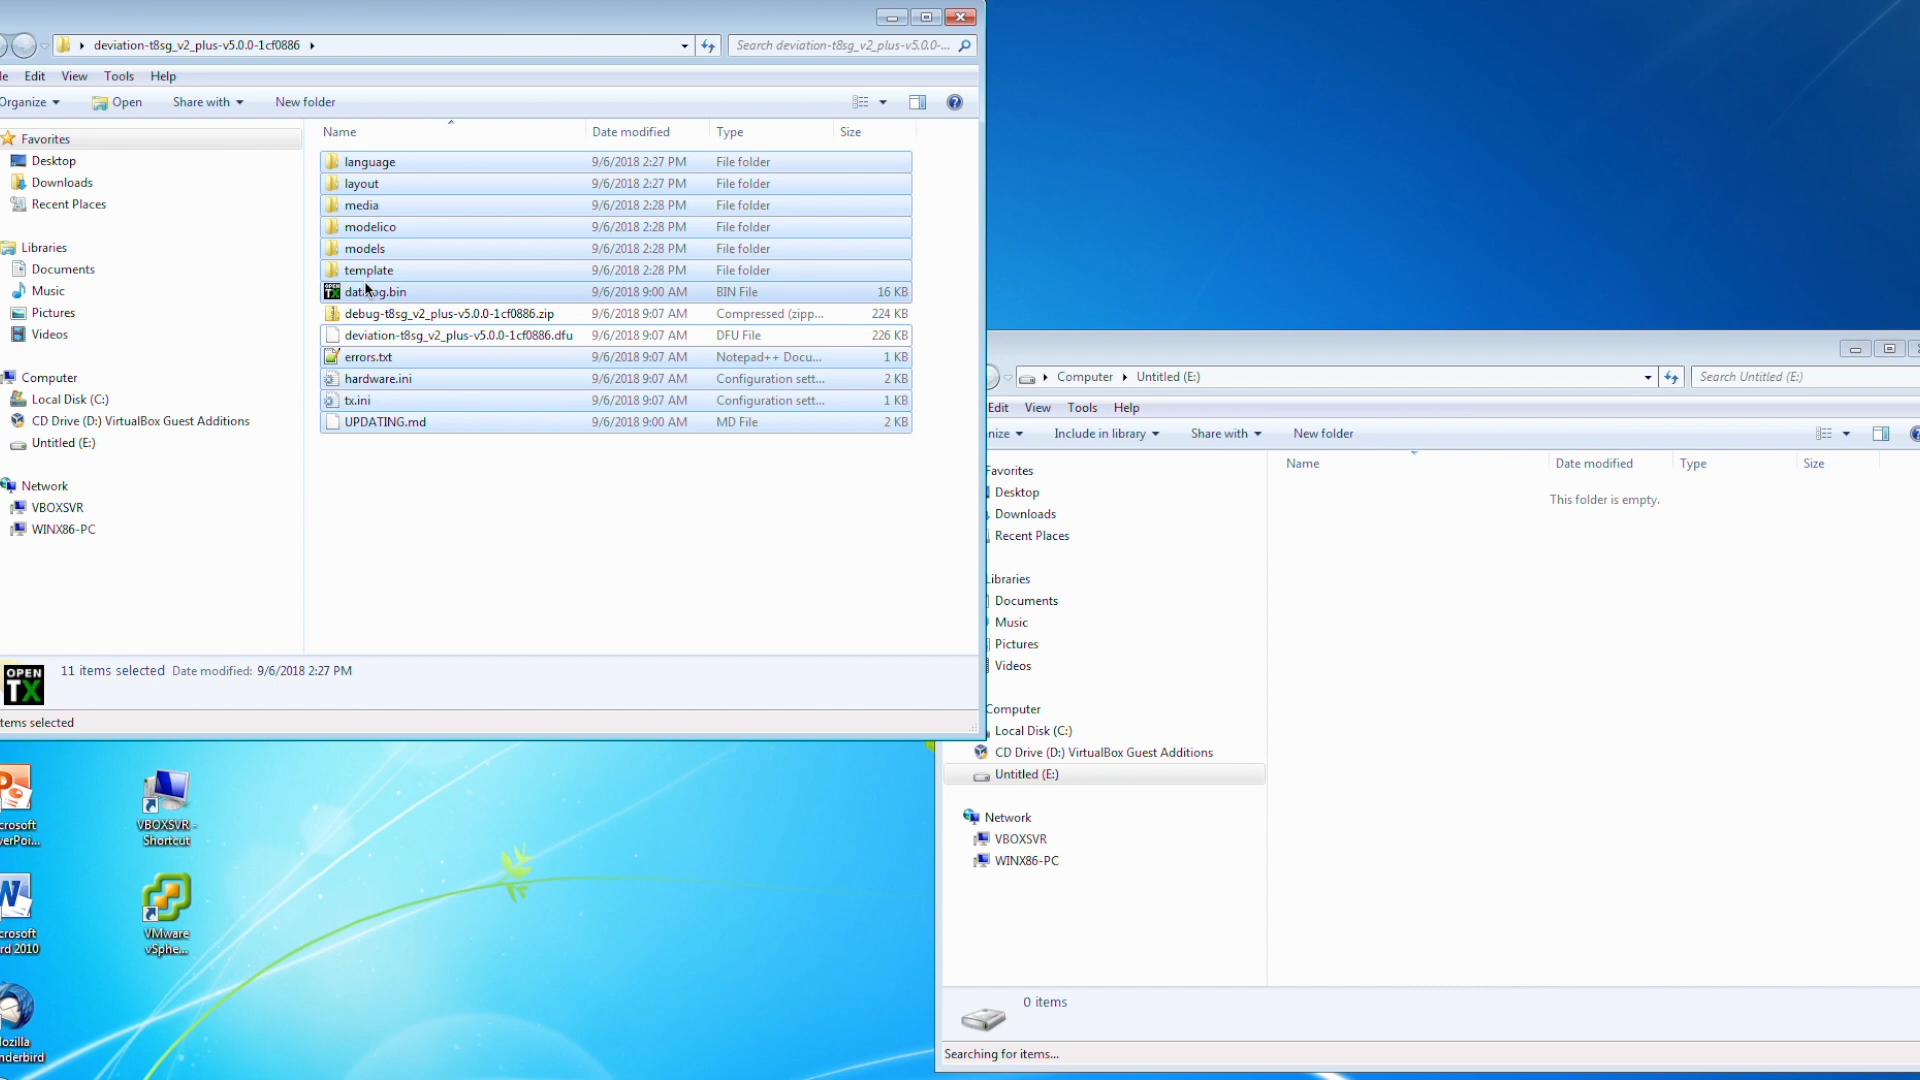 deviation-t8sg_v2_plus-v5.0.0-1cf0886
Search deviation-t8sg_v2_plus-v5.0.0-...
Edit View Tools Help
Organize Open Share with New folder
Favorites
Desktop
Downloads
Recent Places
Libraries
Documents
Music
Pictures
Videos
Computer
Local Disk (C:)
CD Drive (D:) VirtualBox Guest Additions
Untitled (E:)
Network
VBOXSVR
WINX86-PC
Name Date modified Type Size
language 9/6/2018 2:27 PM File folder
layout 9/6/2018 2:27 PM File folder
media 9/6/2018 2:28 PM File folder
modelico 9/6/2018 2:28 PM File folder
models 9/6/2018 2:28 PM File folder
template 9/6/2018 2:28 PM File folder
9/6/2018 9:00 AM BIN File 16 KB
debug-t8sg_v2_plus-v5.0.0-1cf0886.zip 9/6/2018 9:07 AM Compressed (zipp... 224 KB
deviation-t8sg_v2_plus-v5.0.0-1cf0886.dfu 9/6/2018 9:07 AM DFU File 226 KB
errors.txt 9/6/2018 9:07 AM Notepad++ Docu... 1 KB
hardware.ini 9/6/2018 9:07 AM Configuration sett... 2 KB
tx.ini 9/6/2018 9:07 AM Configuration sett... 1 KB
UPDATING.md 9/6/2018 9:00 AM MD File 2 KB
OPEN
TX
11 items selected Date modified: 9/6/2018 2:27 PM
tems selected
Computer Untitled (E:)
Search Untitled (E:)
Edit View Tools Help
nize Include in library Share with New folder
Favorites
Desktop
Downloads
Recent Places
Libraries
Documents
Music
Pictures
Videos
Computer
Local Disk (C:)
CD Drive (D:) VirtualBox Guest Additions
Untitled (E:)
Network
VBOXSVR
WINX86-PC
Name Date modified Type Size
This folder is empty.
0 items
Searching for items...
crosoft
verPoi...
VBOXSVR -
Shortcut
crosoft
rd 2010
VMware
vSphe...
ozilla
nderbird